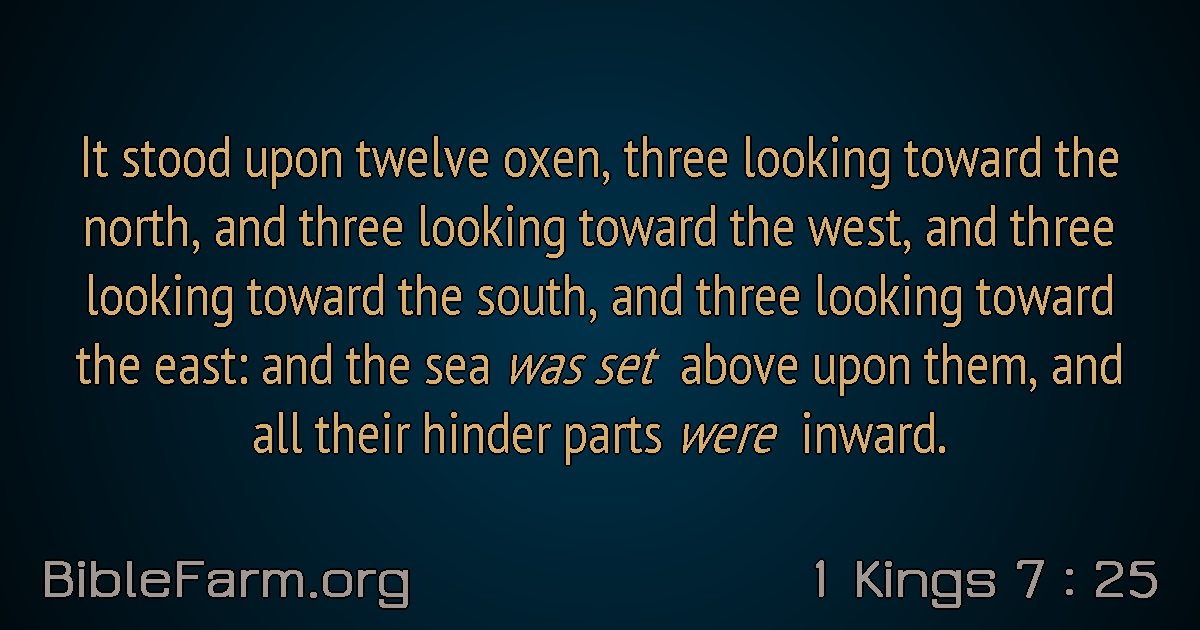 It stood upon twelve oxen, three looking toward the
north, and three looking toward the west, and three
looking toward the south, and three looking toward
the east: and the sea was set above upon them, and
all their hinder parts were inward.
BibleFarm.org
1 Kings 7 : 25